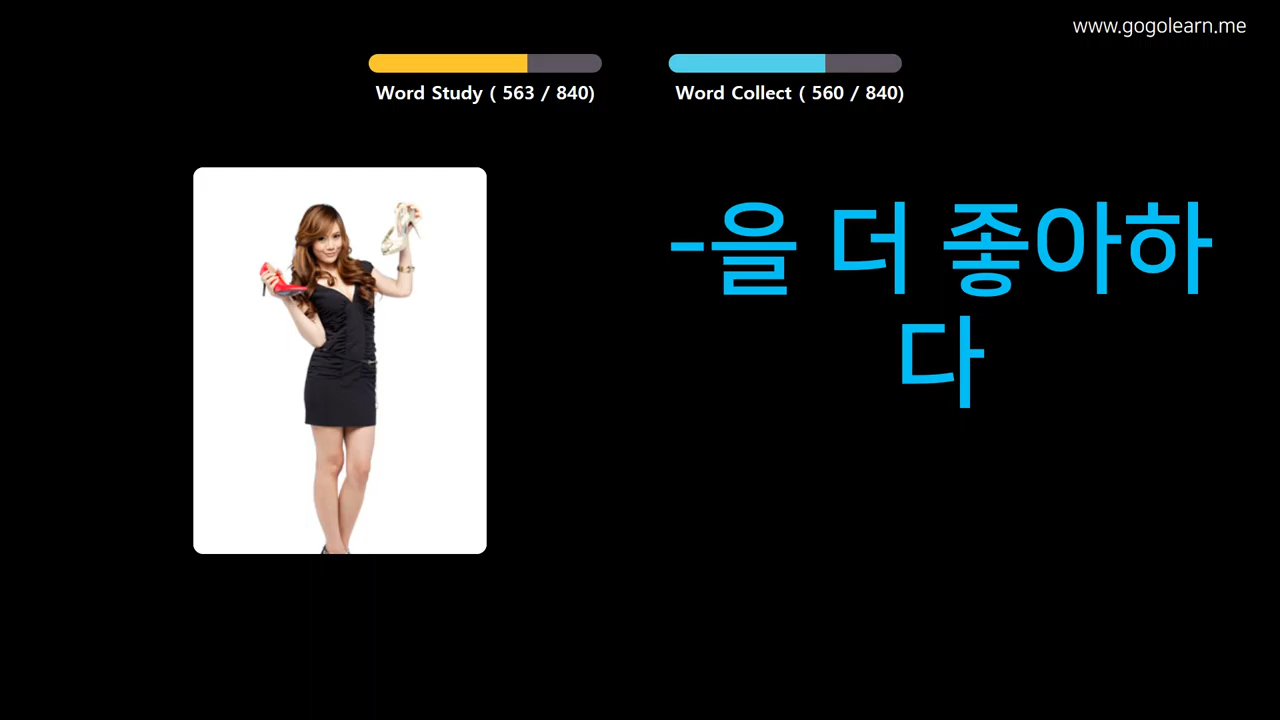 www.gogolearn.me
Word Study ( 563 / 840)
Word Collect ( 560 / 840)
-을 더 좋아하
다